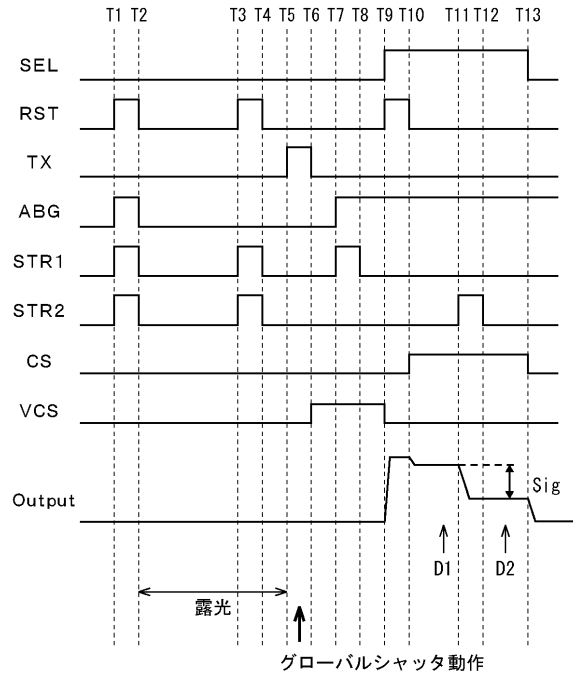 T1 T2 T3 T4 T5 T6 T7 T8 T9 T10 T11 T12 T13
SEL
RST
TX
ABG
STR1
STR2
CS
VCS
Output
Sig
D1 D2
露光
グローバルシャッタ動作